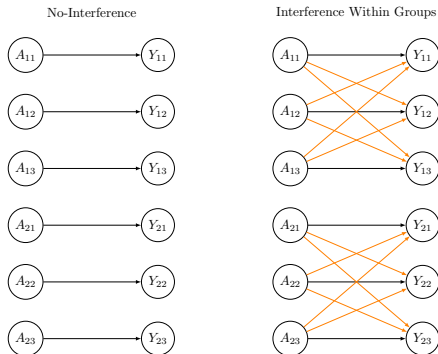 No-Interference
Interference Within Groups
A₁₁ Y₁₁ A₁₁ Y₁₁
A₁₂ Y₁₂ A₁₂ Y₁₂
A₁₃ Y₁₃ A₁₃ Y₁₃
A₂₁ Y₂₁ A₂₁ Y₂₁
A₂₂ Y₂₂ A₂₂ Y₂₂
A₂₃ Y₂₃ A₂₃ Y₂₃